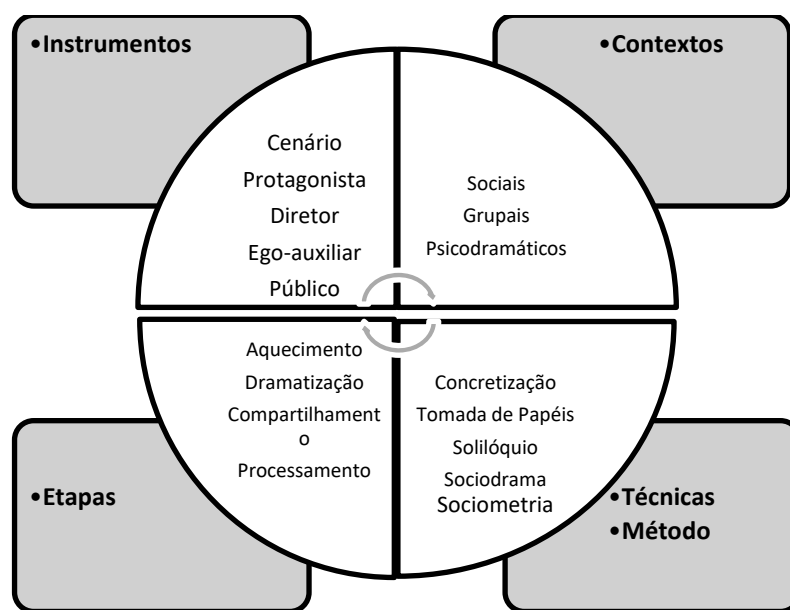 •Instrumentos
•Contextos
Cenário
Protagonista
Diretor
Ego-auxiliar
Público
Sociais
Grupais
Psicodramáticos
Aquecimento
Dramatização
Compartilhament
o
Processamento
Concretização
Tomada de Papéis
Solilóquio
Sociodrama
Sociometria
•Etapas
•Técnicas
•Método